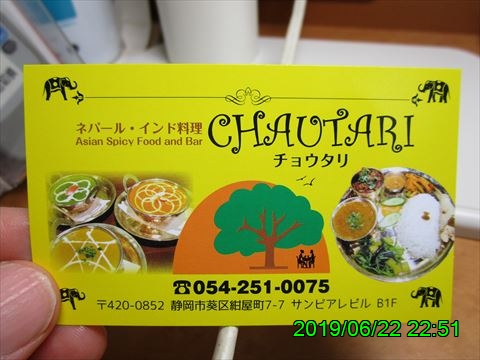 ネパール・インド料理
Asian Spicy Food and Bar
CHAUTARI
チョウタリ
☎054-251-0075
〒420-0852 静岡市葵区紺屋町7-7 サンピアレビル B1F
2019/06/22 22:51